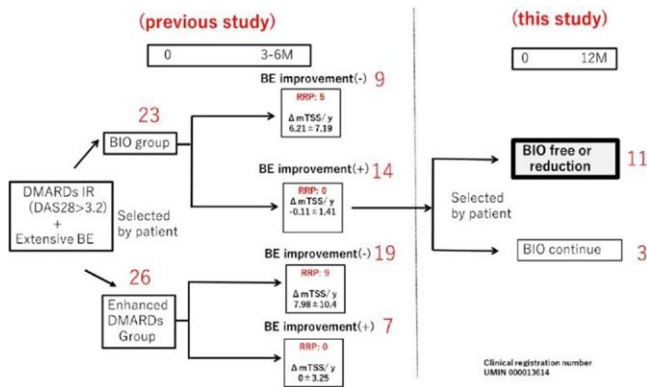 (previous study)
(this study)
0 3-6M
0 12M
BE improvement(-) 9
RRP: 5
Δ mTSS/ y
6.21 ± 7.19
23
BIO group
BE improvement(+) 14
RRP: 0
Δ mTSS/ y
-0.11 ± 1.41
BIO free or
reduction
11
DMARDs IR
(DAS28>3.2)
+
Extensive BE
Selected
by patient
Selected
by patient
BIO continue
3
BE improvement(-) 19
RRP: 9
Δ mTSS/ y
7.98 ± 10.4
26
Enhanced
DMARDs
Group
BE improvement(+) 7
RRP: 0
Δ mTSS/ y
0 ± 3.25
Clinical registration number
UMIN 000013614